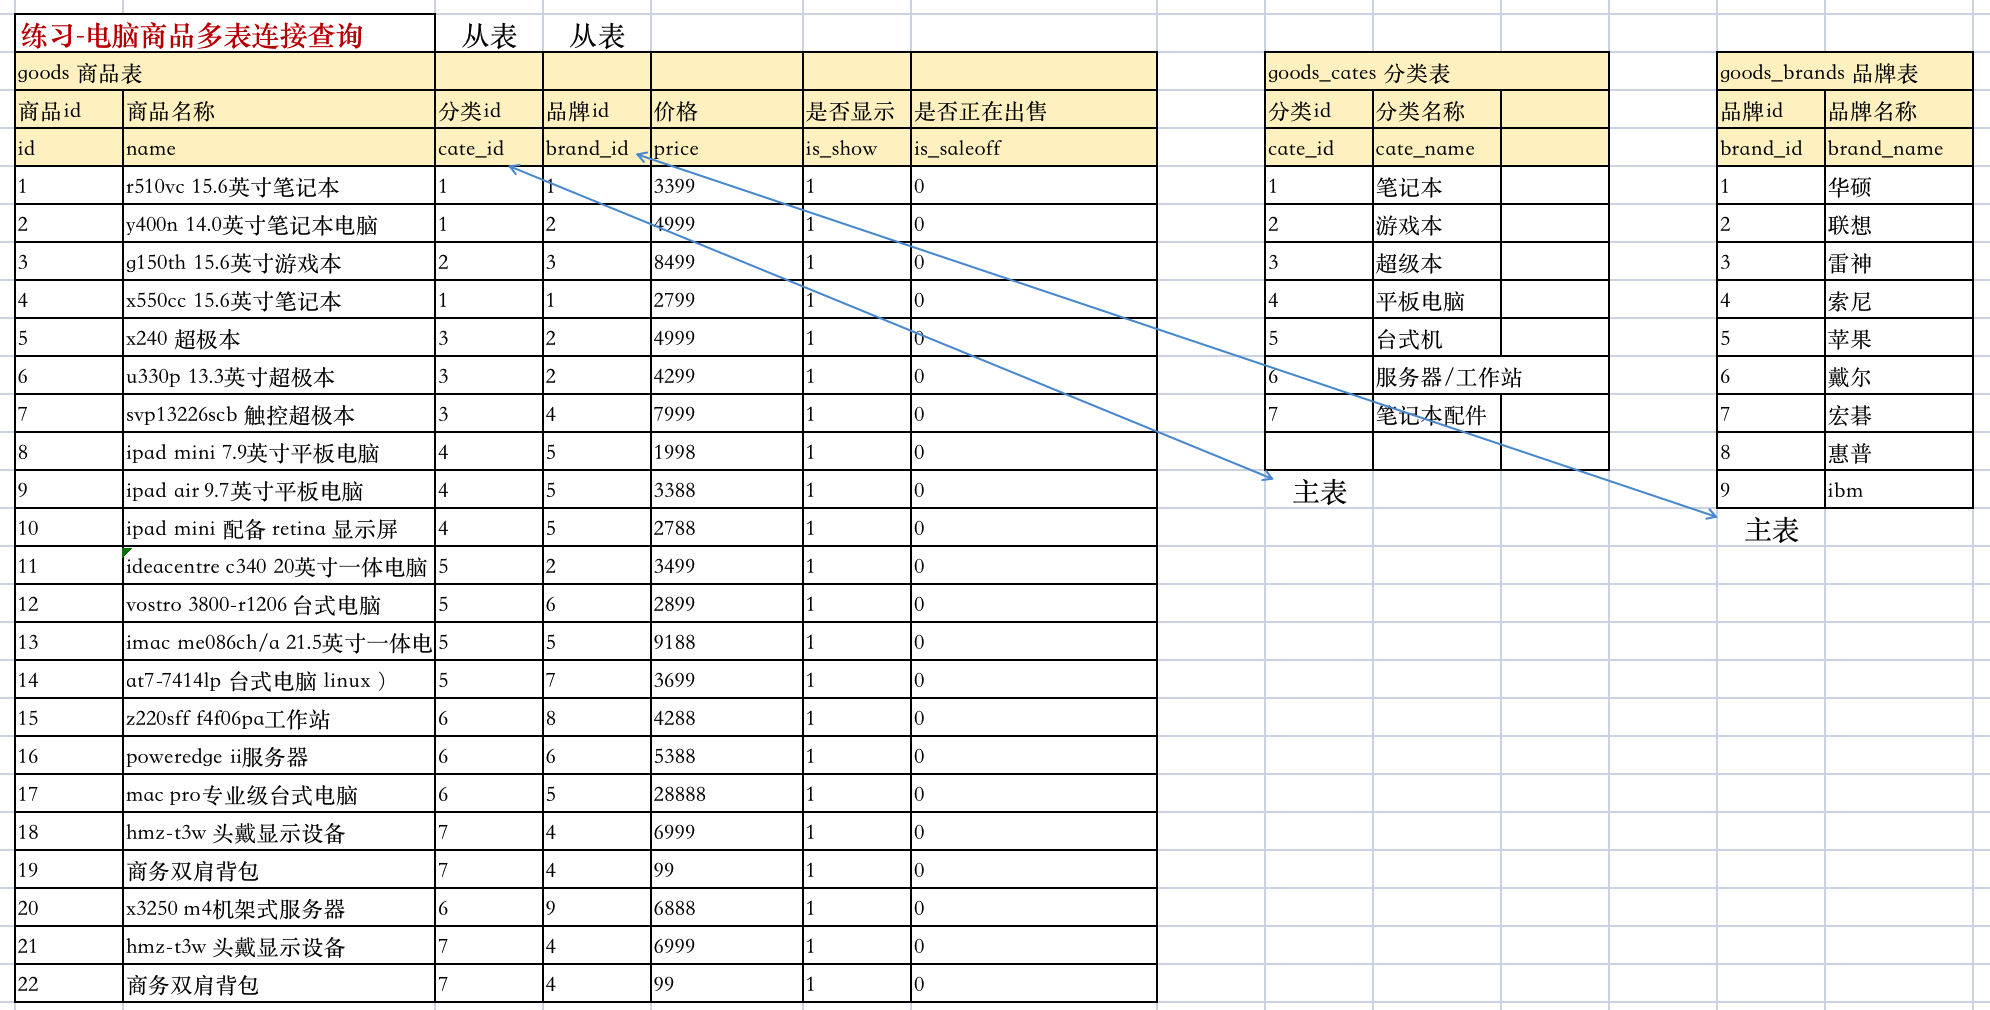 练习-电脑商品多表连接查询 从表 从表
goods 商品表 goods_cates 分类表 goods_brands 品牌表
商品id 商品名称 分类id 品牌id 价格 是否显示 是否正在出售 分类id 分类名称 品牌id 品牌名称
id name cate_id brand_id price is_show is_saleoff cate_id cate_name brand_id brand_name
1 r510vc 15.6英寸笔记本 1 1 3399 1 0 1 笔记本 1 华硕
2 y400n 14.0英寸笔记本电脑 1 2 4999 1 0 2 游戏本 2 联想
3 g150th 15.6英寸游戏本 2 3 8499 1 0 3 超级本 3 雷神
4 x550cc 15.6英寸笔记本 1 1 2799 1 0 4 平板电脑 4 索尼
5 x240 超极本 3 2 4999 1 0 5 台式机 5 苹果
6 u330p 13.3英寸超极本 3 2 4299 1 0 6 服务器/工作站 6 戴尔
7 svp13226scb 触控超极本 3 4 7999 1 0 7 笔记本配件 7 宏碁
8 ipad mini 7.9英寸平板电脑 4 5 1998 1 0 8 惠普
9 ipad air 9.7英寸平板电脑 4 5 3388 1 0 主表 9 ibm
10 ipad mini 配备 retina 显示屏 4 5 2788 1 0 主表
11 ideacentre c340 20英寸一体电脑 5 2 3499 1 0
12 vostro 3800-r1206 台式电脑 5 6 2899 1 0
13 imac me086ch/a 21.5英寸一体电 5 5 9188 1 0
14 at7-7414lp 台式电脑 linux ） 5 7 3699 1 0
15 z220sff f4f06pa工作站 6 8 4288 1 0
16 poweredge ii服务器 6 6 5388 1 0
17 mac pro专业级台式电脑 6 5 28888 1 0
18 hmz-t3w 头戴显示设备 7 4 6999 1 0
19 商务双肩背包 7 4 99 1 0
20 x3250 m4机架式服务器 6 9 6888 1 0
21 hmz-t3w 头戴显示设备 7 4 6999 1 0
22 商务双肩背包 7 4 99 1 0